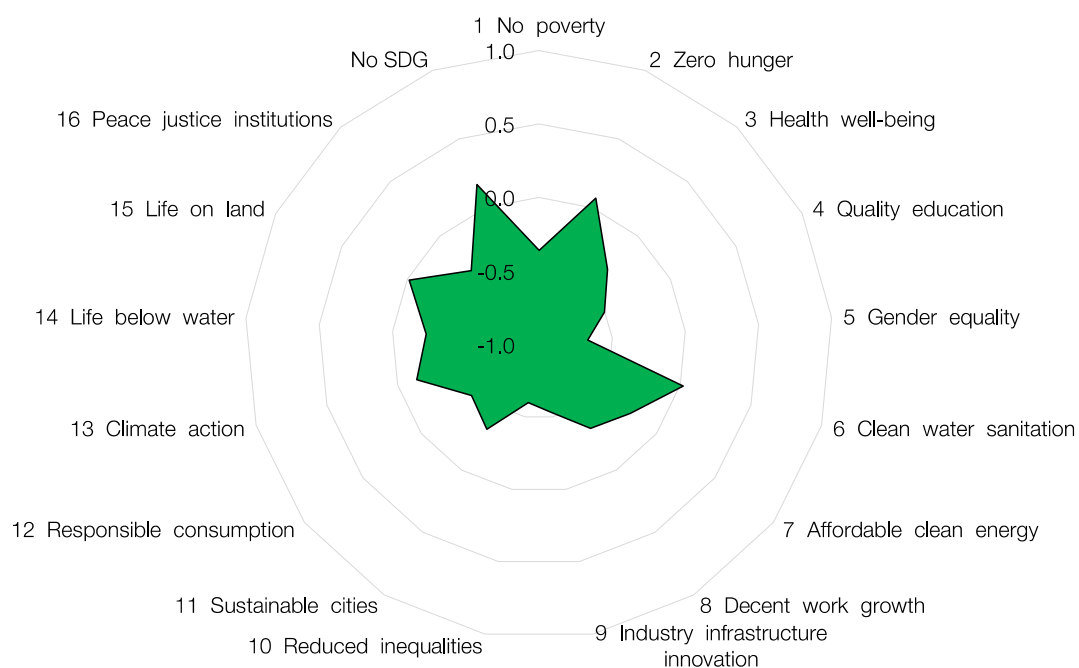 1 No poverty
1.0
0.5
0.0
-0.5
-1.0
2 Zero hunger
3 Health well-being
4 Quality education
5 Gender equality
6 Clean water sanitation
7 Affordable clean energy
8 Decent work growth
9 Industry infrastructure
innovation
10 Reduced inequalities
11 Sustainable cities
12 Responsible consumption
13 Climate action
14 Life below water
15 Life on land
16 Peace justice institutions
No SDG